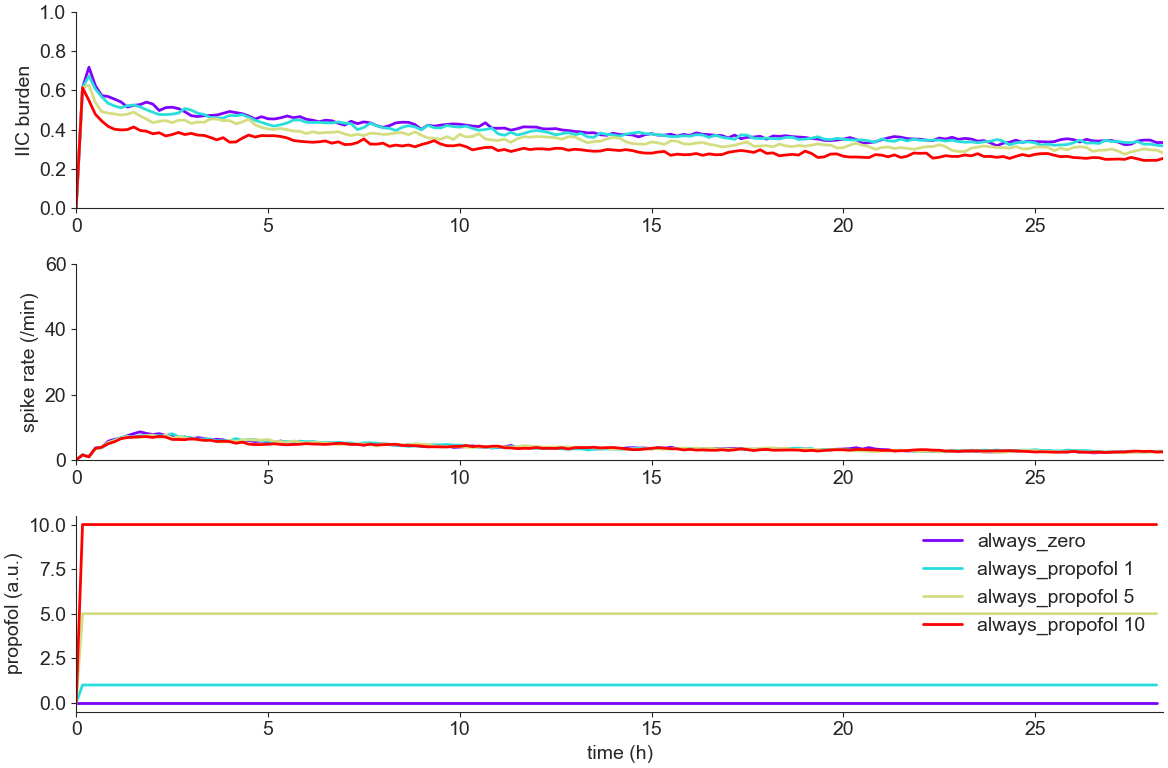 IIC burden
1.0
0.8
0.6
0.4
0.2
0.0
0 5 10 15 20 25
spike rate (/min)
60
40
20
0
0 5 10 15 20 25
propofol (a.u.)
10.0
7.5
5.0
2.5
0.0
always_zero
always_propofol 1
always_propofol 5
always_propofol 10
0 5 10 15 20 25
time (h)